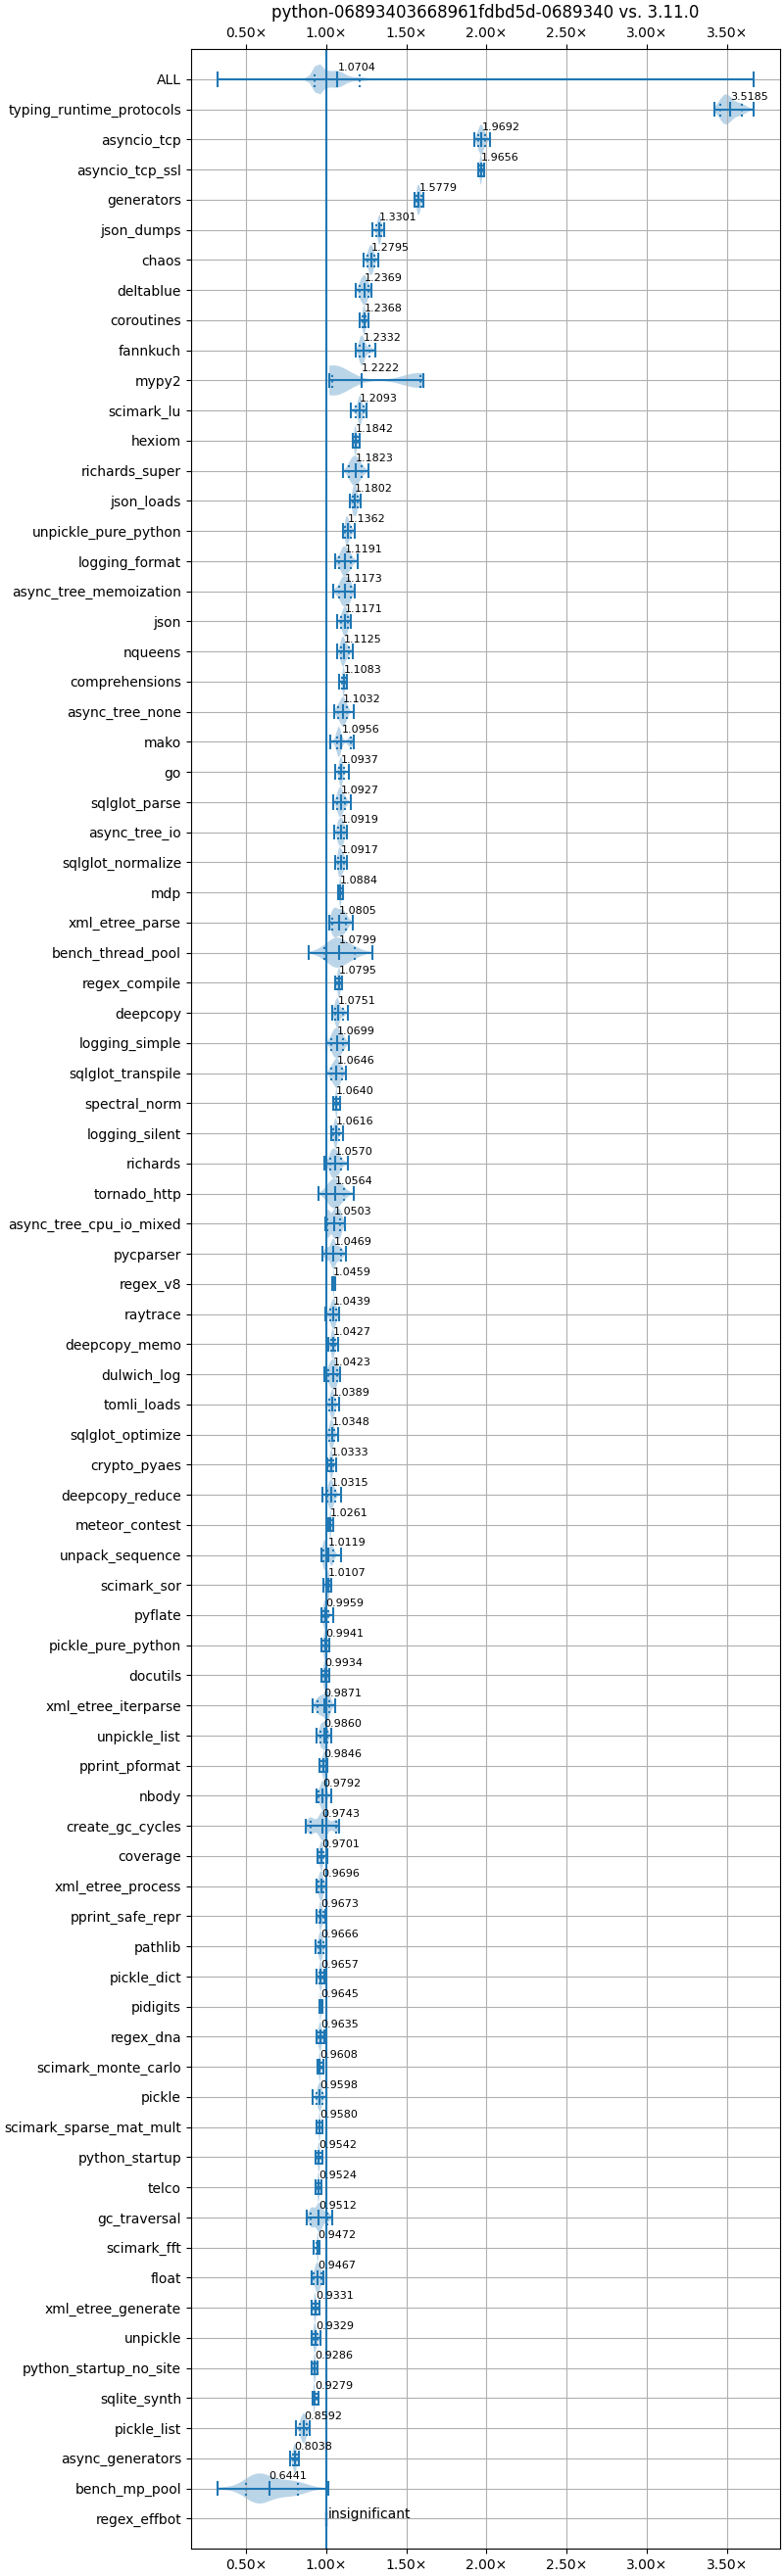 python-06893403668961fdbd5d-0689340 vs. 3.11.0
0.50× 1.00× 1.50× 2.00× 2.50× 3.00× 3.50×
ALL 1.0704
typing_runtime_protocols 3.5185
asyncio_tcp 1.9692
asyncio_tcp_ssl 1.9656
generators 1.5779
json_dumps 1.3301
chaos 1.2795
deltablue 1.2369
coroutines 1.2368
fannkuch 1.2332
mypy2 1.2222
scimark_lu 1.2093
hexiom 1.1842
richards_super 1.1823
json_loads 1.1802
unpickle_pure_python 1.1362
logging_format 1.1191
async_tree_memoization 1.1173
json 1.1171
nqueens 1.1125
comprehensions 1.1083
async_tree_none 1.1032
mako 1.0956
go 1.0937
sqlglot_parse 1.0927
async_tree_io 1.0919
sqlglot_normalize 1.0917
mdp 1.0884
xml_etree_parse 1.0805
bench_thread_pool 1.0799
regex_compile 1.0795
deepcopy 1.0751
logging_simple 1.0699
sqlglot_transpile 1.0646
spectral_norm 1.0640
logging_silent 1.0616
richards 1.0570
tornado_http 1.0564
async_tree_cpu_io_mixed 1.0503
pycparser 1.0469
regex_v8 1.0459
raytrace 1.0439
deepcopy_memo 1.0427
dulwich_log 1.0423
tomli_loads 1.0389
sqlglot_optimize 1.0348
crypto_pyaes 1.0333
deepcopy_reduce 1.0315
meteor_contest 1.0261
unpack_sequence 1.0119
scimark_sor 1.0107
pyflate 0.9959
pickle_pure_python 0.9941
docutils 0.9934
xml_etree_iterparse 0.9871
unpickle_list 0.9860
pprint_pformat 0.9846
nbody 0.9792
create_gc_cycles 0.9743
coverage 0.9701
xml_etree_process 0.9696
pprint_safe_repr 0.9673
pathlib 0.9666
pickle_dict 0.9657
pidigits 0.9645
regex_dna 0.9635
scimark_monte_carlo 0.9608
pickle 0.9598
scimark_sparse_mat_mult 0.9580
python_startup 0.9542
telco 0.9524
gc_traversal 0.9512
scimark_fft 0.9472
float 0.9467
xml_etree_generate 0.9331
unpickle 0.9329
python_startup_no_site 0.9286
sqlite_synth 0.9279
pickle_list 0.8592
async_generators 0.8038
bench_mp_pool 0.6441
regex_effbot insignificant
0.50× 1.00× 1.50× 2.00× 2.50× 3.00× 3.50×